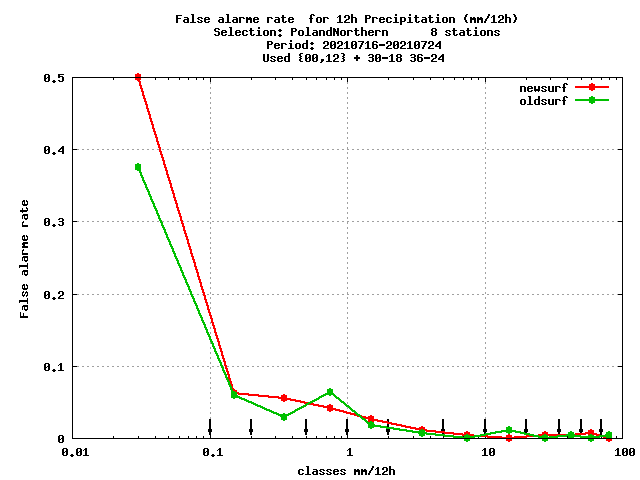 False alarme rate  for 12h Precipitation (mm/12h)
Selection: PolandNorthern      8 stations
Period: 20210716-20210724
Used {00,12} + 30-18 36-24
newsurf
oldsurf
0.5
0.4
0.3
0.2
0.1
0
False alarme rate
0.01 0.1 1 10 100
classes mm/12h